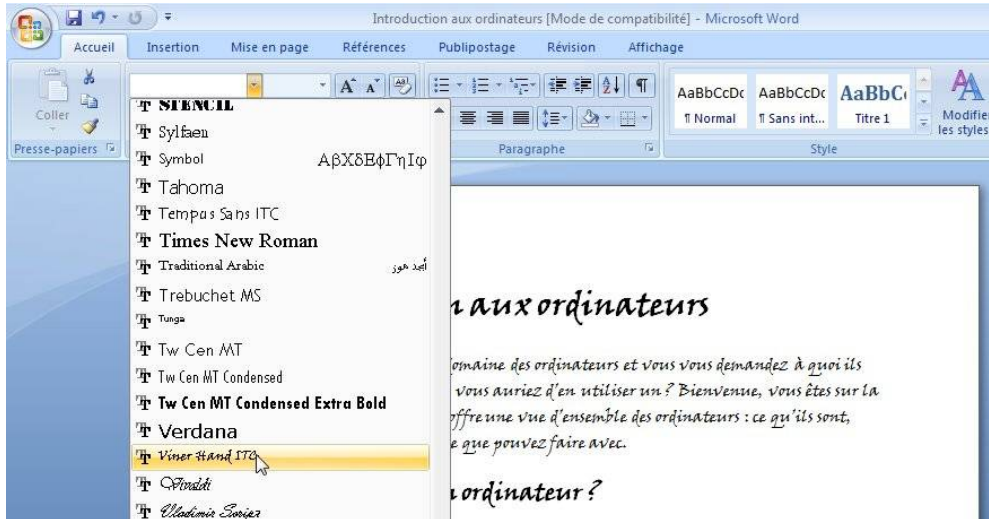 Introduction aux ordinateurs [Mode de compatibilité] - Microsoft Word
Accueil Insertion Mise en page Références Publipostage Révision Affichage
Coller
Presse-papiers
Paragraphe
AaBbCcDc AaBbCcDc AaBbC
¶ Normal ¶ Sans int... Titre 1
Modifie
les styles
Style
STENCIL
Sylfaen
Symbol ΑβΧδΕϕΓηΙφ
Tahoma
Tempus Sans ITC
Times New Roman
Traditional Arabic أبجد هوز
Trebuchet MS
Tunga
Tw Cen MT
Tw Cen MT Condensed
Tw Cen MT Condensed Extra Bold
Verdana
Viner Hand ITC
Vivaldi
Vladimir Script
n aux ordinateurs
omaine des ordinateurs et vous vous demandez à quoi ils
vous auriez d'en utiliser un ? Bienvenue, vous êtes sur la
offre une vue d'ensemble des ordinateurs : ce qu'ils sont,
e que pouvez faire avec.
n ordinateur ?